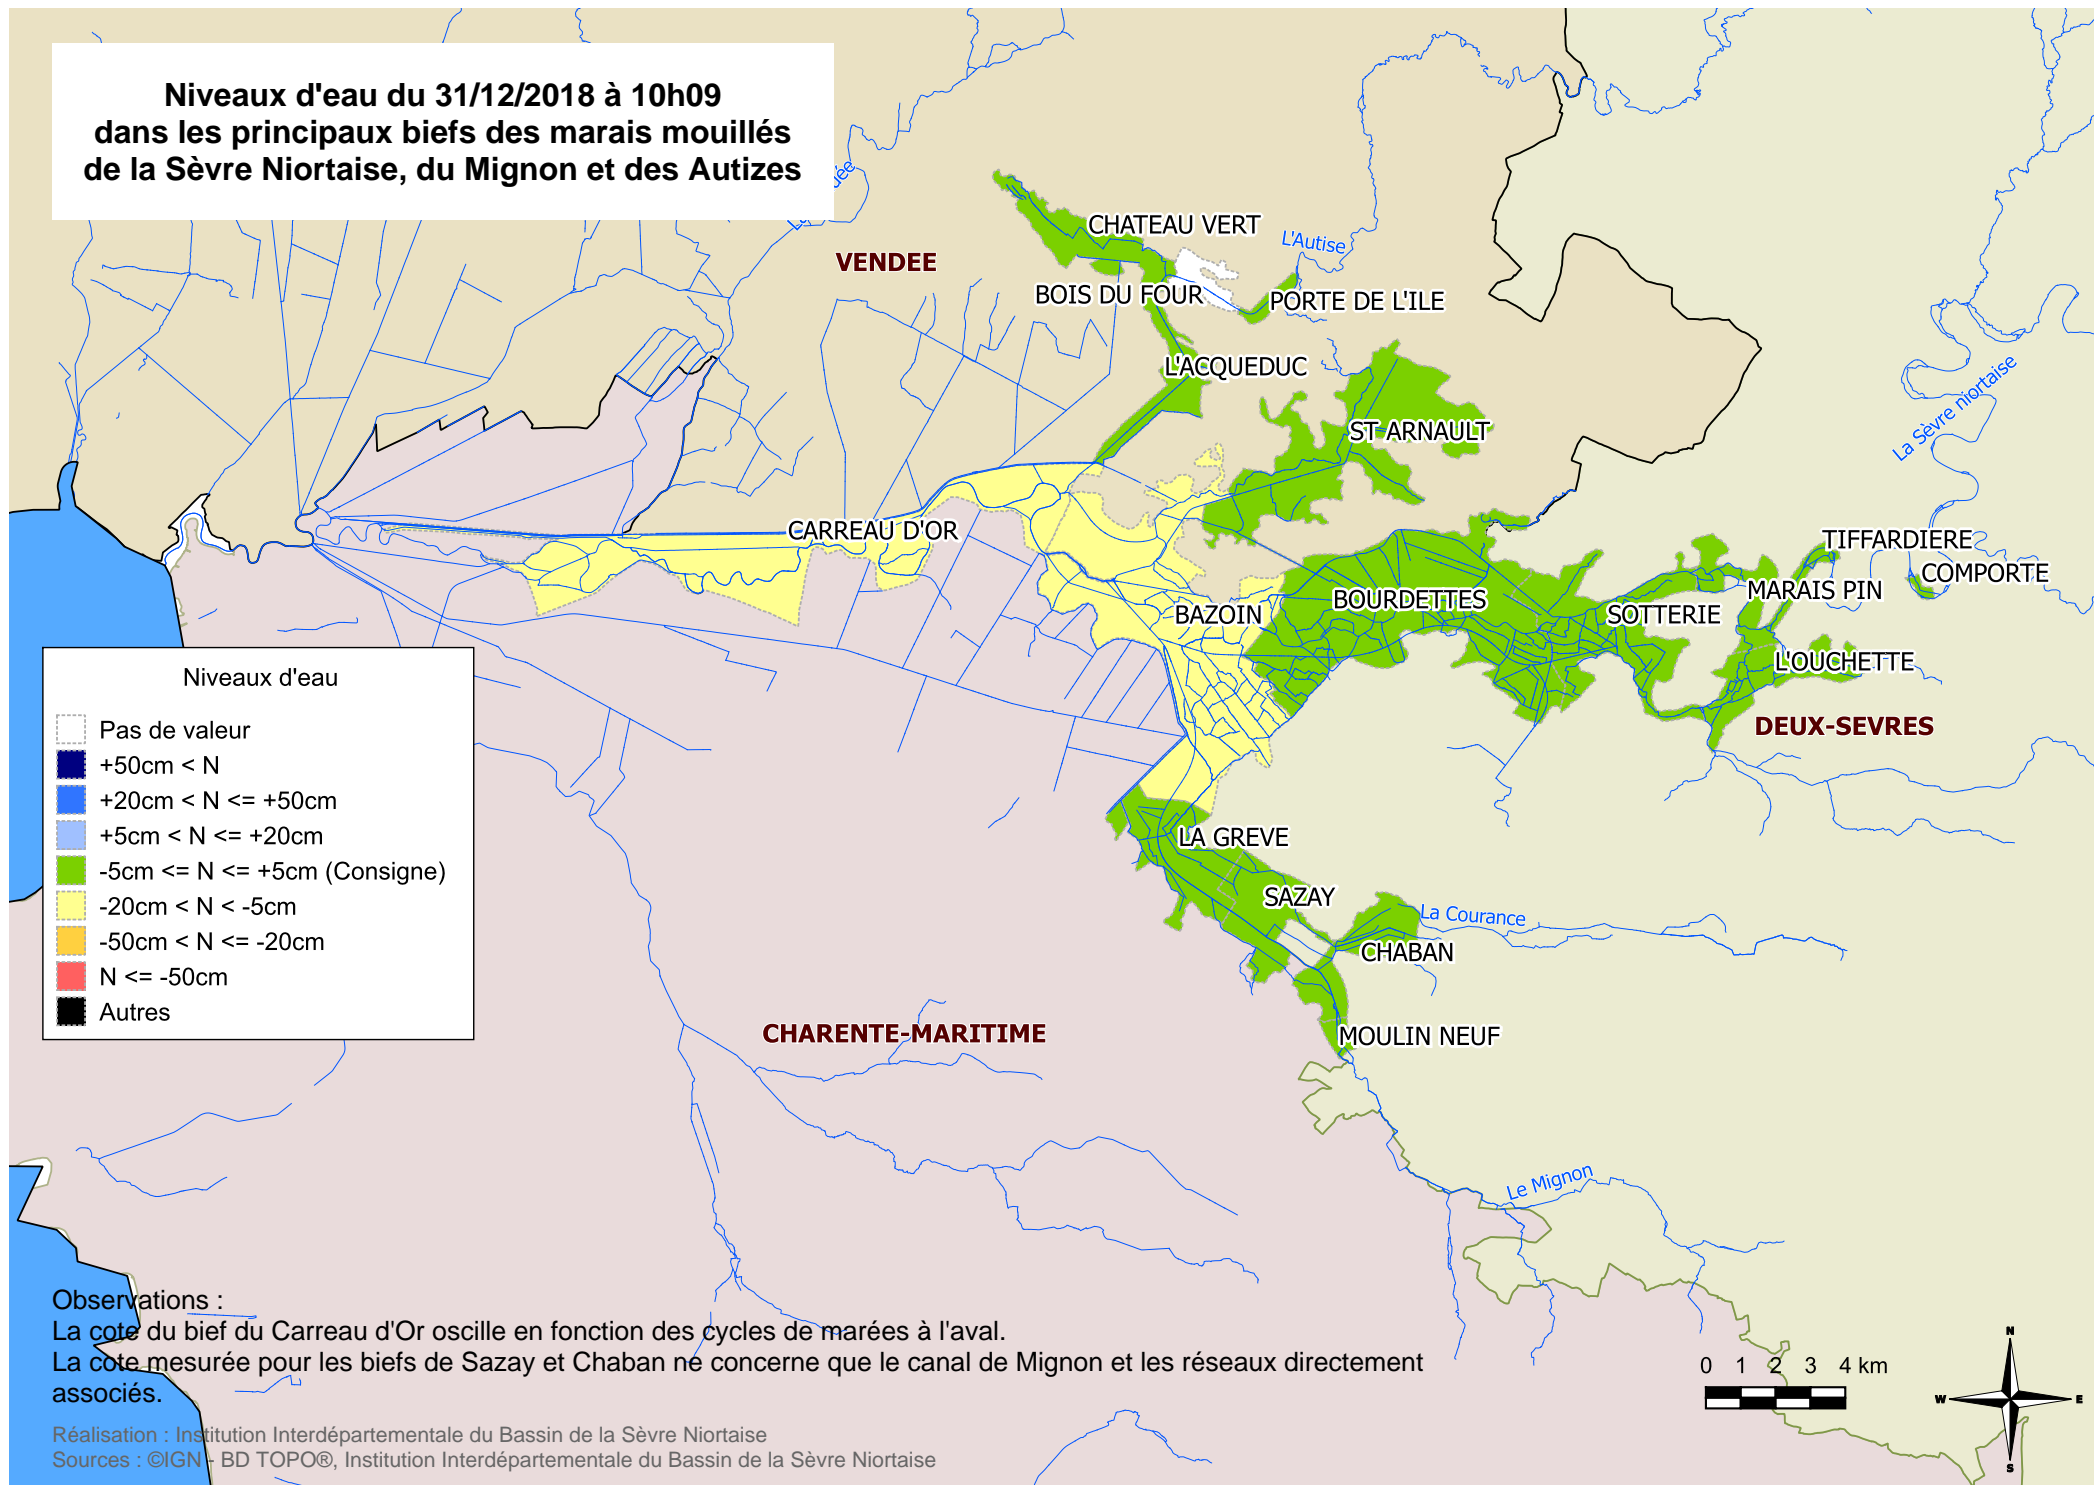 Niveaux d'eau du 31/12/2018 à 10h09
dans les principaux biefs des marais mouillés
de la Sèvre Niortaise, du Mignon et des Autizes
CHATEAU VERT
L'Autise
VENDEE
BOIS DU FOUR
PORTE DE L'ILE
L'ACQUEDUC
ST ARNAULT
La Sèvre niortaise
CARREAU D'OR
TIFFARDIERE
COMPORTE
MARAIS PIN
BOURDETTES
BAZOIN
SOTTERIE
L'OUCHETTE
DEUX-SEVRES
Niveaux d'eau
Pas de valeur
+50cm < N
+20cm < N <= +50cm
+5cm < N <= +20cm
-5cm <= N <= +5cm (Consigne)
-20cm < N < -5cm
-50cm < N <= -20cm
N <= -50cm
Autres
LA GREVE
SAZAY
La Courance
CHABAN
CHARENTE-MARITIME
MOULIN NEUF
Le Mignon
Observations :
La cote du bief du Carreau d'Or oscille en fonction des cycles de marées à l'aval.
La cote mesurée pour les biefs de Sazay et Chaban ne concerne que le canal de Mignon et les réseaux directement
associés.
0 1 2 3 4 km
N
W E
S
Réalisation : Institution Interdépartementale du Bassin de la Sèvre Niortaise
Sources : ©IGN - BD TOPO®, Institution Interdépartementale du Bassin de la Sèvre Niortaise